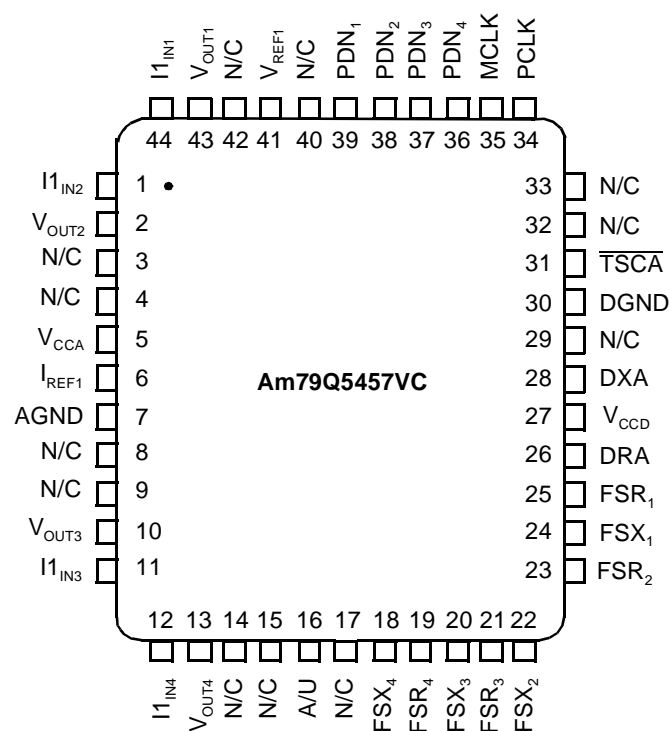 I1IN1 VOUT1 N/C VREF1 N/C PDN1 PDN2 PDN3 PDN4 MCLK PCLK
44 43 42 41 40 39 38 37 36 35 34
I1IN2 1 33 N/C
VOUT2 2 32 N/C
N/C 3 31 TSCA
N/C 4 30 DGND
VCCA 5 29 N/C
IREF1 6 Am79Q5457VC 28 DXA
AGND 7 27 VCCD
N/C 8 26 DRA
N/C 9 25 FSR1
VOUT3 10 24 FSX1
I1IN3 11 23 FSR2
12 13 14 15 16 17 18 19 20 21 22
I1IN4 VOUT4 N/C N/C A/U N/C FSX4 FSR4 FSX3 FSR3 FSX2